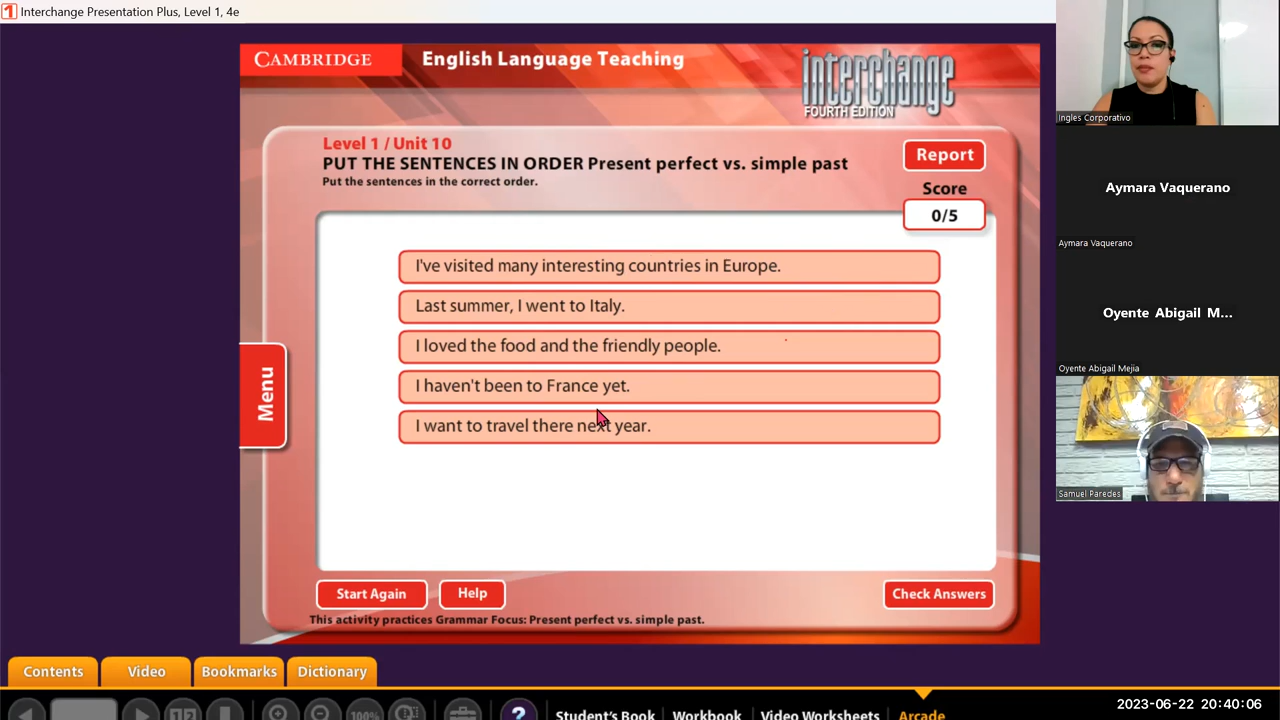 Interchange Presentation Plus, Level 1, 4e
CAMBRIDGE
English Language Teaching
interchange
FOURTH EDITION
Level 1 / Unit 10
PUT THE SENTENCES IN ORDER Present perfect vs. simple past
Put the sentences in the correct order.
Report
Score
0/5
I've visited many interesting countries in Europe.
Last summer, I went to Italy.
I loved the food and the friendly people.
I haven't been to France yet.
I want to travel there next year.
Menu
Start Again
Help
Check Answers
This activity practices Grammar Focus: Present perfect vs. simple past.
Contents
Video
Bookmarks
Dictionary
100%
?
Student's Book
Workbook
Video Worksheets
Arcade
Ingles Corporativo
Aymara Vaquerano
Aymara Vaquerano
Oyente Abigail M...
Oyente Abigail Mejia
Samuel Paredes
2023-06-22 20:40:06